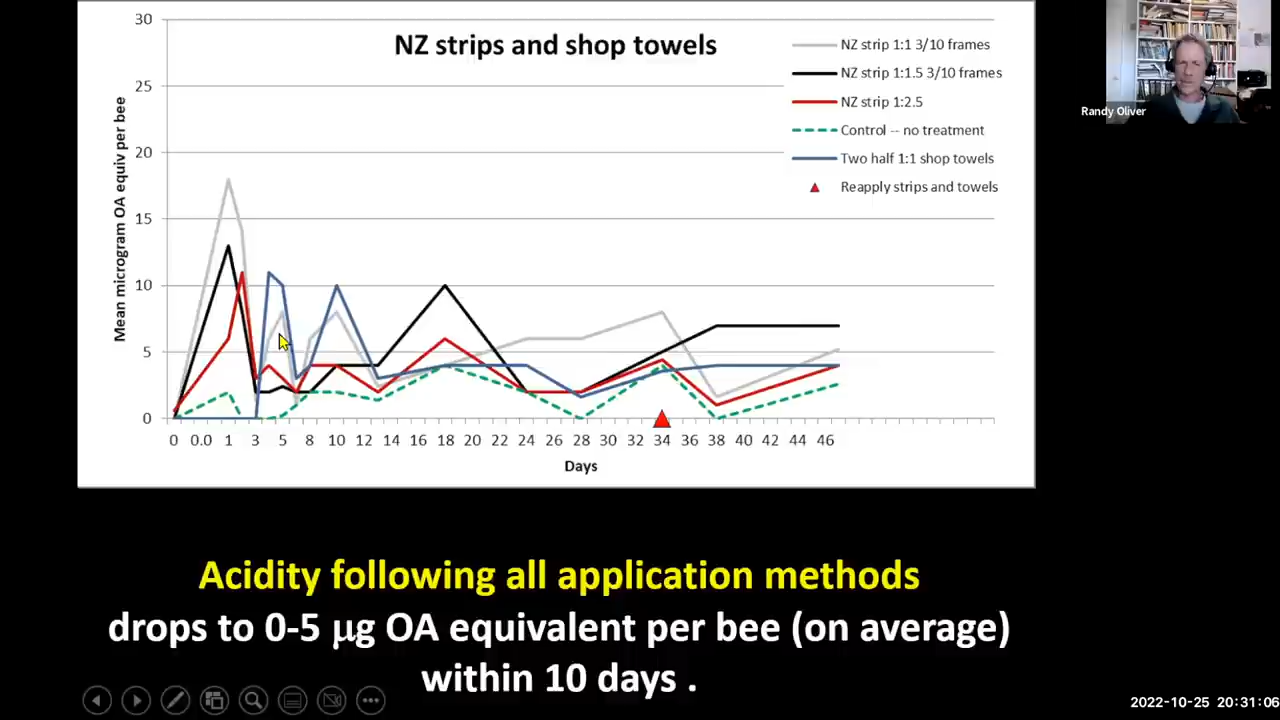 NZ strips and shop towels
Mean microgram OA equiv per bee
30
25
20
15
10
5
0
0 0.0 1 3 5 8 10 12 14 16 18 20 22 24 26 28 30 32 34 36 38 40 42 44 46
Days
NZ strip 1:1 3/10 frames
NZ strip 1:1.5 3/10 frames
NZ strip 1:2.5
Control -- no treatment
Two half 1:1 shop towels
Reapply strips and towels
Randy Oliver
Acidity following all application methods
drops to 0-5 μg OA equivalent per bee (on average)
within 10 days .
2022-10-25 20:31:06